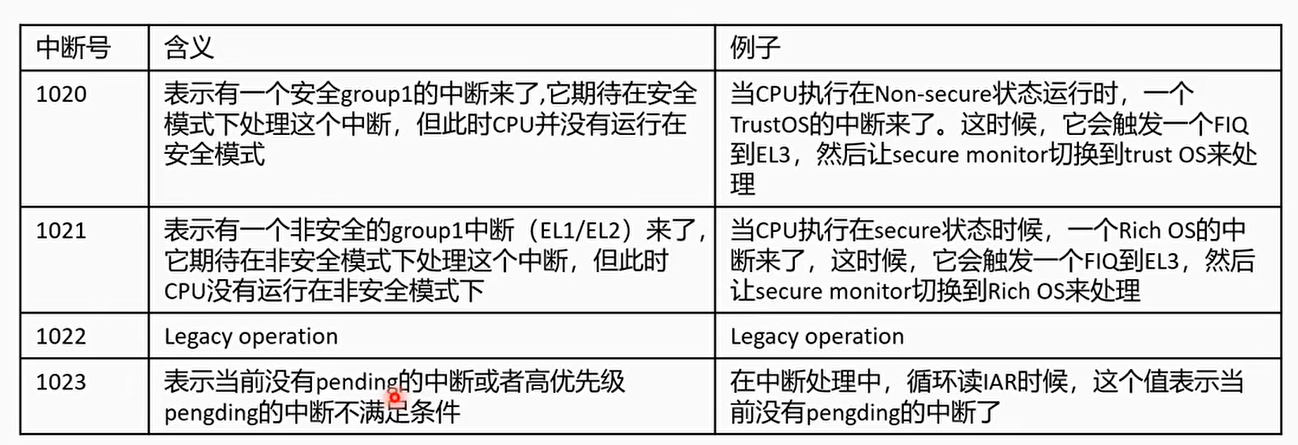 中断号
含义
例子
1020
表示有一个安全group1的中断来了,它期待在安全
模式下处理这个中断，但此时CPU并没有运行在
安全模式
当CPU执行在Non-secure状态运行时，一个
TrustOS的中断来了。这时候，它会触发一个FIQ
到EL3，然后让secure monitor切换到trust OS来处
理
1021
表示有一个非安全的group1中断（EL1/EL2）来了，
它期待在非安全模式下处理这个中断，但此时
CPU没有运行在非安全模式下
当CPU执行在secure状态时候，一个Rich OS的中
断来了，这时候，它会触发一个FIQ到EL3，然后
让secure monitor切换到Rich OS来处理
1022
Legacy operation
Legacy operation
1023
表示当前没有pending的中断或者高优先级
pengding的中断不满足条件
在中断处理中，循环读IAR时候，这个值表示当
前没有pengding的中断了